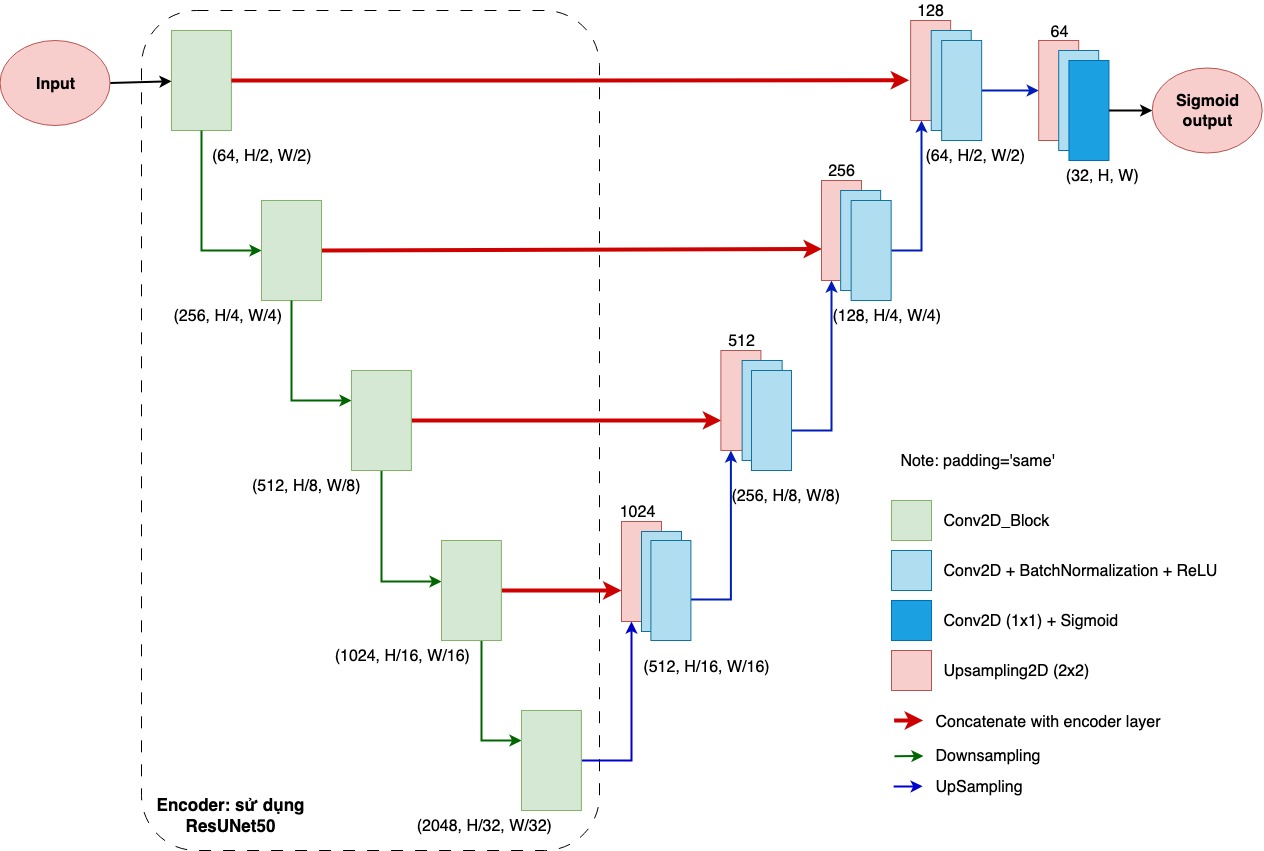 128
64
Input
Sigmoid
output
(64, H/2, W/2)
(64, H/2, W/2)
(32, H, W)
256
(256, H/4, W/4)
(128, H/4, W/4)
512
Note: padding='same'
(512, H/8, W/8)
(256, H/8, W/8)
1024
Conv2D_Block
Conv2D + BatchNormalization + ReLU
Conv2D (1x1) + Sigmoid
(1024, H/16, W/16)
(512, H/16, W/16)
Upsampling2D (2x2)
Concatenate with encoder layer
Downsampling
UpSampling
Encoder: sử dụng
ResUNet50
(2048, H/32, W/32)